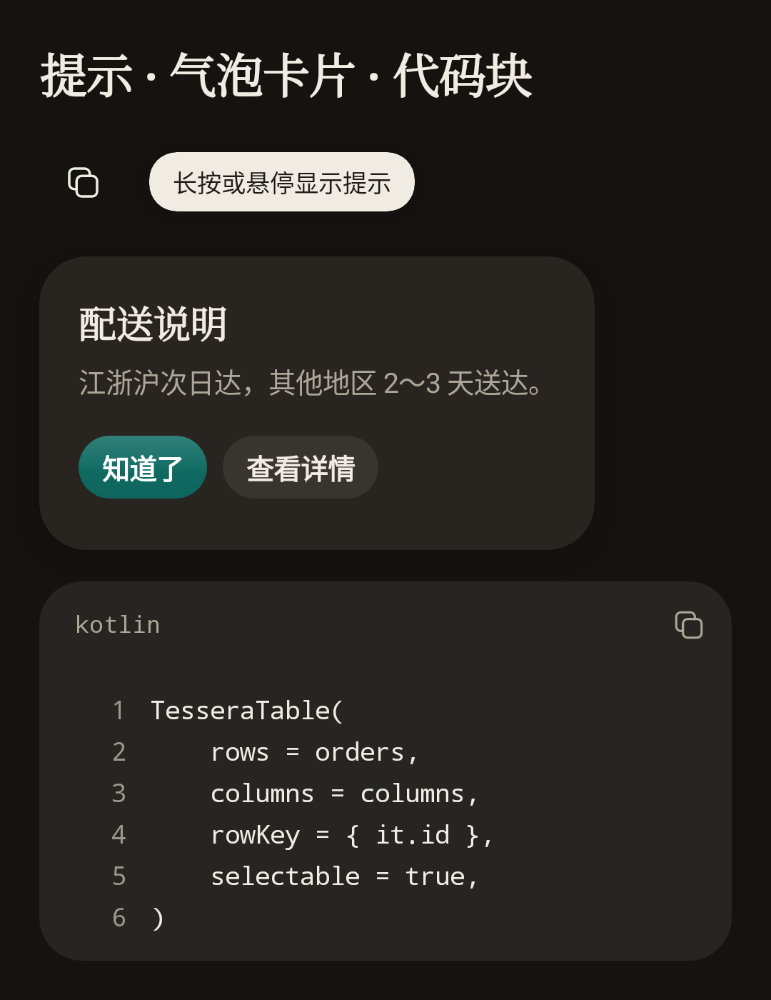 提示 · 气泡卡片 · 代码块
长按或悬停显示提示
配送说明
江浙沪次日达，其他地区 2～3 天送达。
知道了 查看详情
kotlin
1 TesseraTable(
2     rows = orders,
3     columns = columns,
4     rowKey = { it.id },
5     selectable = true,
6 )